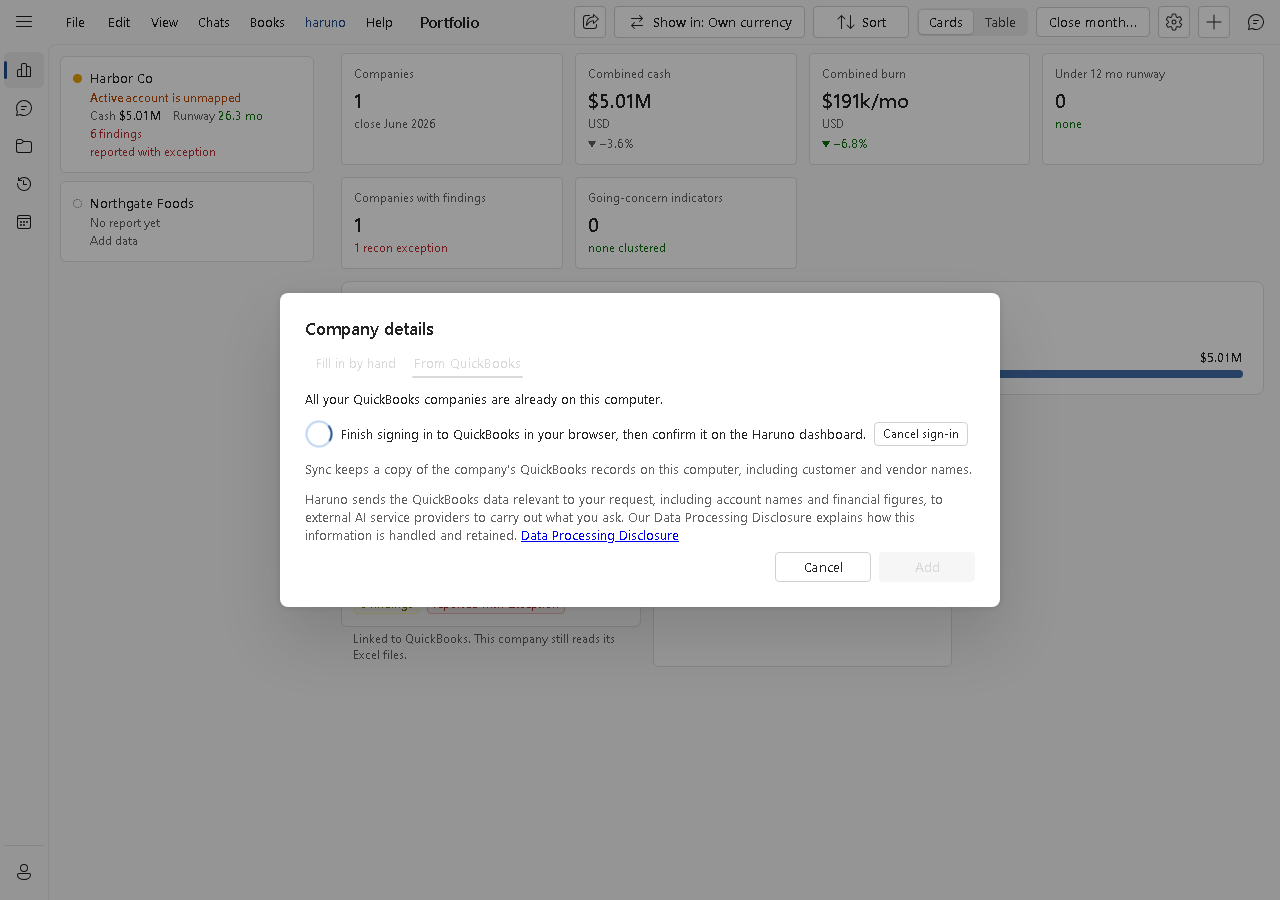 File Edit View Chats Books haruno Help Portfolio Show in: Own currency Sort Cards Table Close month...
Harbor Co
Active account is unmapped
Cash $5.01M Runway 26.3 mo
6 findings
reported with exception
Northgate Foods
No report yet
Add data
Companies
1
close June 2026
Combined cash
$5.01M
USD
▼ −3.6%
Combined burn
$191k/mo
USD
▼ −6.8%
Under 12 mo runway
0
none
Companies with findings
1
1 recon exception
Going-concern indicators
0
none clustered
$5.01M
Company details
Fill in by hand From QuickBooks
All your QuickBooks companies are already on this computer.
Finish signing in to QuickBooks in your browser, then confirm it on the Haruno dashboard. Cancel sign-in
Sync keeps a copy of the company's QuickBooks records on this computer, including customer and vendor names.
Haruno sends the QuickBooks data relevant to your request, including account names and financial figures, to
external AI service providers to carry out what you ask. Our Data Processing Disclosure explains how this
information is handled and retained. Data Processing Disclosure
Cancel Add
Linked to QuickBooks. This company still reads its
Excel files.